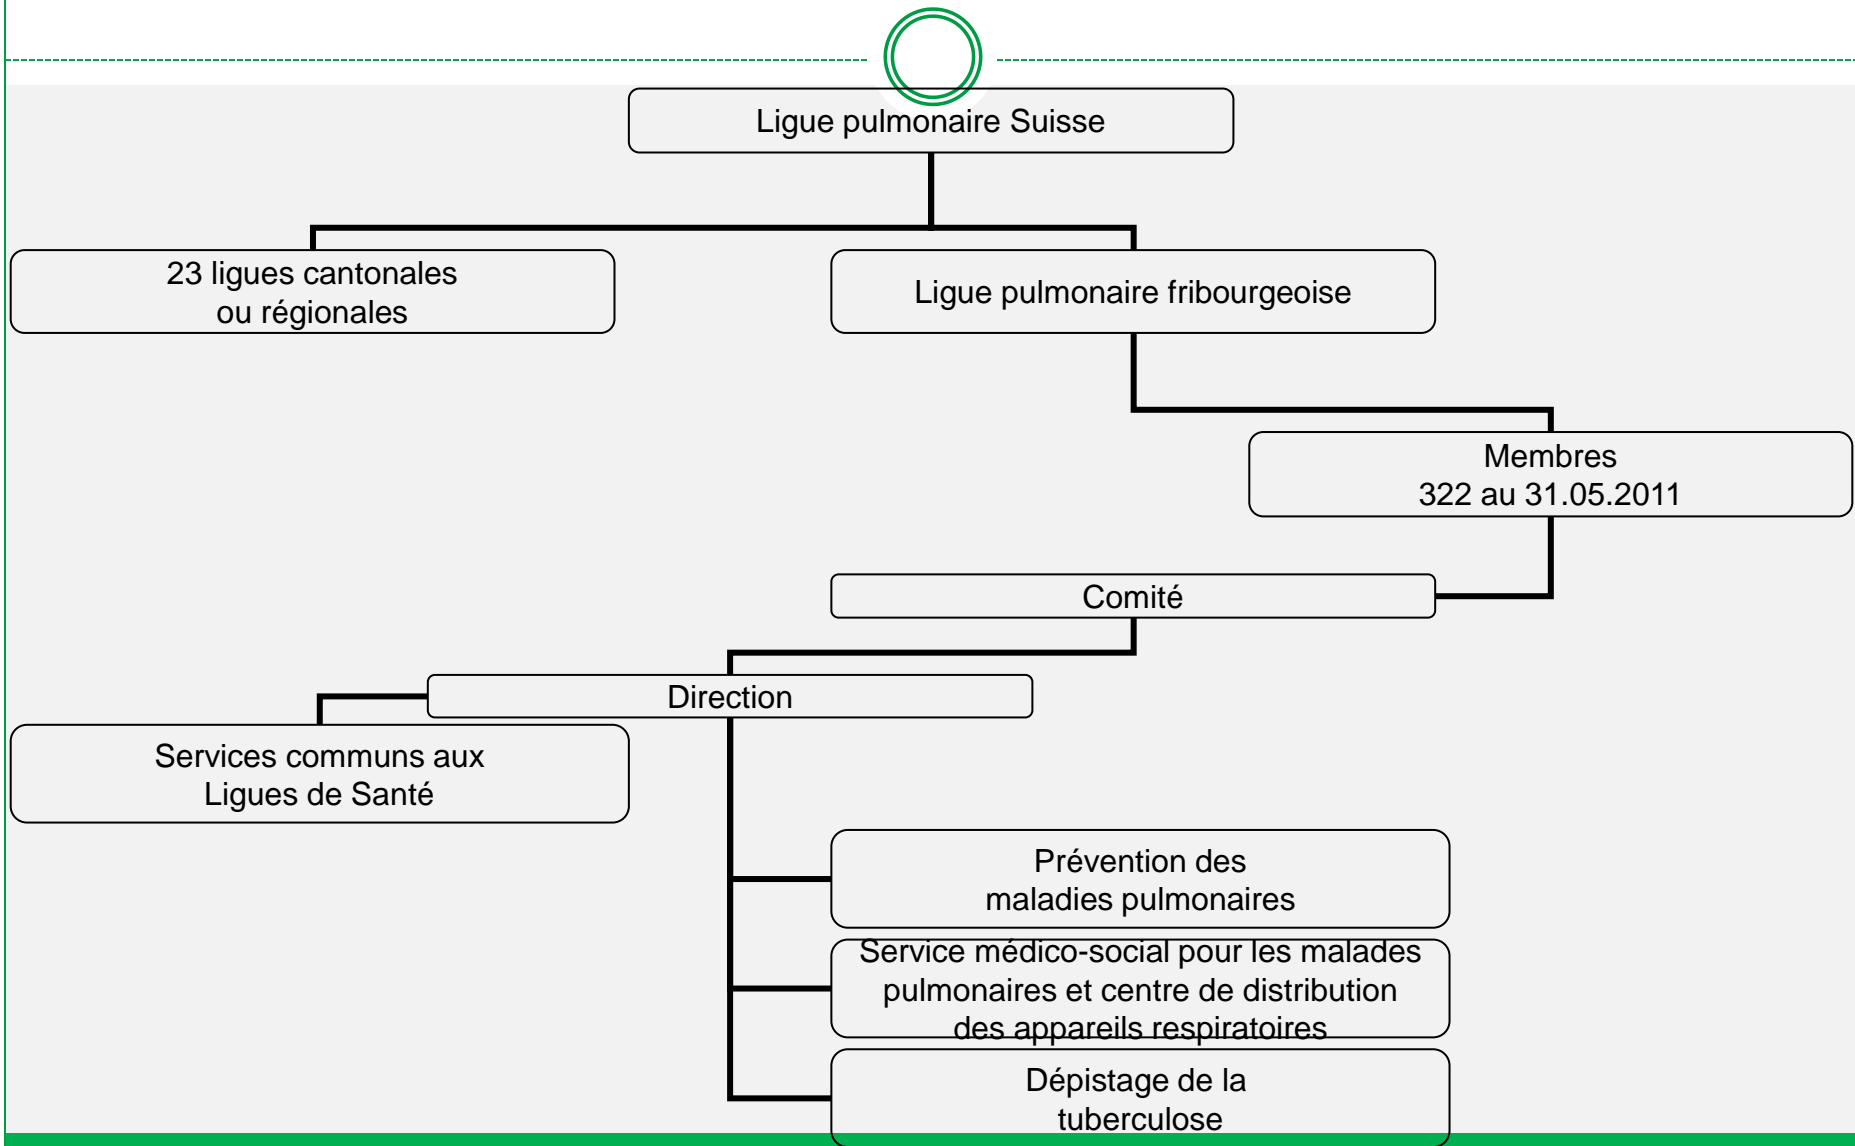 Ligue pulmonaire Suisse
23 ligues cantonales
ou régionales
Ligue pulmonaire fribourgeoise
Membres
322 au 31.05.2011
Comité
Direction
Services communs aux
Ligues de Santé
Prévention des
maladies pulmonaires
Service médico-social pour les malades
pulmonaires et centre de distribution
des appareils respiratoires
Dépistage de la
tuberculose